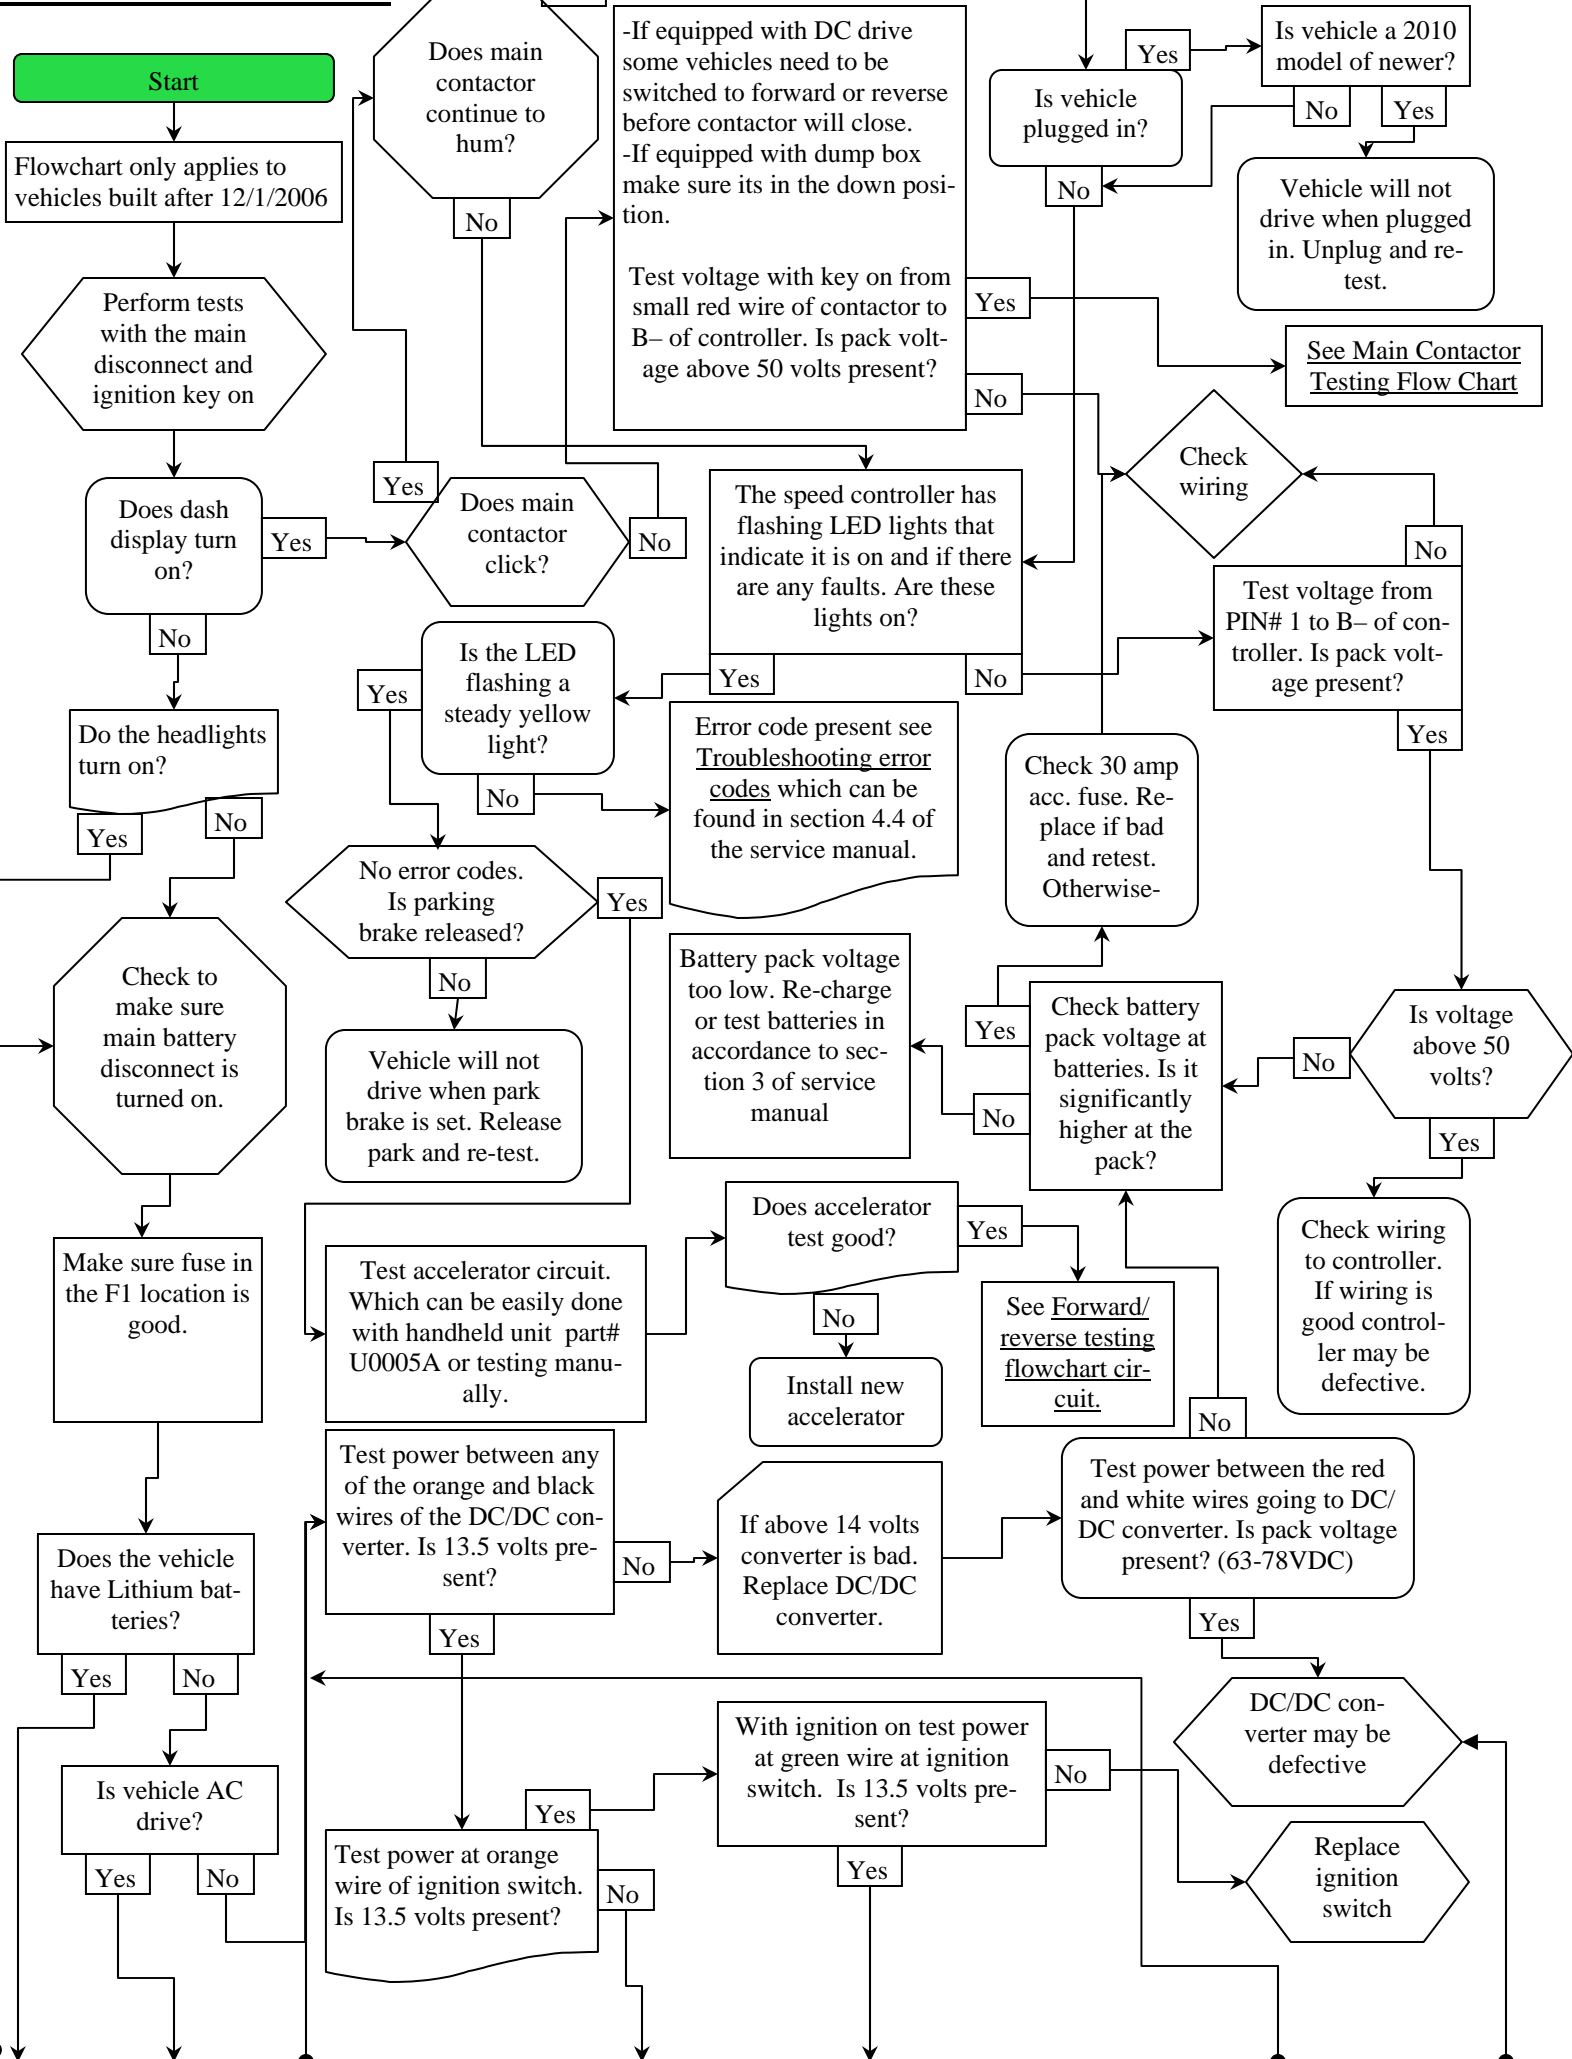 Start
Flowchart only applies to
vehicles built after 12/1/2006
Perform tests
with the main
disconnect and
ignition key on
Does dash
display turn
on?
Yes
No
Do the headlights
turn on?
Yes
No
Check to
make sure
main battery
disconnect is
turned on.
Make sure fuse in
the F1 location is
good.
Does the vehicle
have Lithium bat-
teries?
Yes
No
Is vehicle AC
drive?
Yes
No
Does main
contactor
continue to
hum?
No
Yes
Does main
contactor
click?
No
-If equipped with DC drive
some vehicles need to be
switched to forward or reverse
before contactor will close.
-If equipped with dump box
make sure its in the down posi-
tion.
Test voltage with key on from
small red wire of contactor to
B– of controller. Is pack volt-
age above 50 volts present?
Yes
No
Is vehicle
plugged in?
Yes
No
Is vehicle a 2010
model of newer?
No
Yes
Vehicle will not
drive when plugged
in. Unplug and re-
test.
See Main Contactor
Testing Flow Chart
Check
wiring
The speed controller has
flashing LED lights that
indicate it is on and if there
are any faults. Are these
lights on?
Yes
No
No
Test voltage from
PIN# 1 to B– of con-
troller. Is pack volt-
age present?
Yes
Is the LED
flashing a
steady yellow
light?
Yes
No
Error code present see
Troubleshooting error
codes which can be
found in section 4.4 of
the service manual.
Check 30 amp
acc. fuse. Re-
place if bad
and retest.
Otherwise-
No error codes.
Is parking
brake released?
Yes
No
Vehicle will not
drive when park
brake is set. Release
park and re-test.
Battery pack voltage
too low. Re-charge
or test batteries in
accordance to sec-
tion 3 of service
manual
Yes
No
Check battery
pack voltage at
batteries. Is it
significantly
higher at the
pack?
No
Is voltage
above 50
volts?
Yes
Check wiring
to controller.
If wiring is
good control-
ler may be
defective.
Test accelerator circuit.
Which can be easily done
with handheld unit  part#
U0005A or testing manu-
ally.
Does accelerator
test good?
Yes
No
Install new
accelerator
See Forward/
reverse testing
flowchart cir-
cuit.
Test power between any
of the orange and black
wires of the DC/DC con-
verter. Is 13.5 volts pre-
sent?
No
Yes
If above 14 volts
converter is bad.
Replace DC/DC
converter.
No
Test power between the red
and white wires going to DC/
DC converter. Is pack voltage
present? (63-78VDC)
Yes
DC/DC con-
verter may be
defective
With ignition on test power
at green wire at ignition
switch.  Is 13.5 volts pre-
sent?
No
Yes
Yes
Test power at orange
wire of ignition switch.
Is 13.5 volts present?
No
Replace
ignition
switch